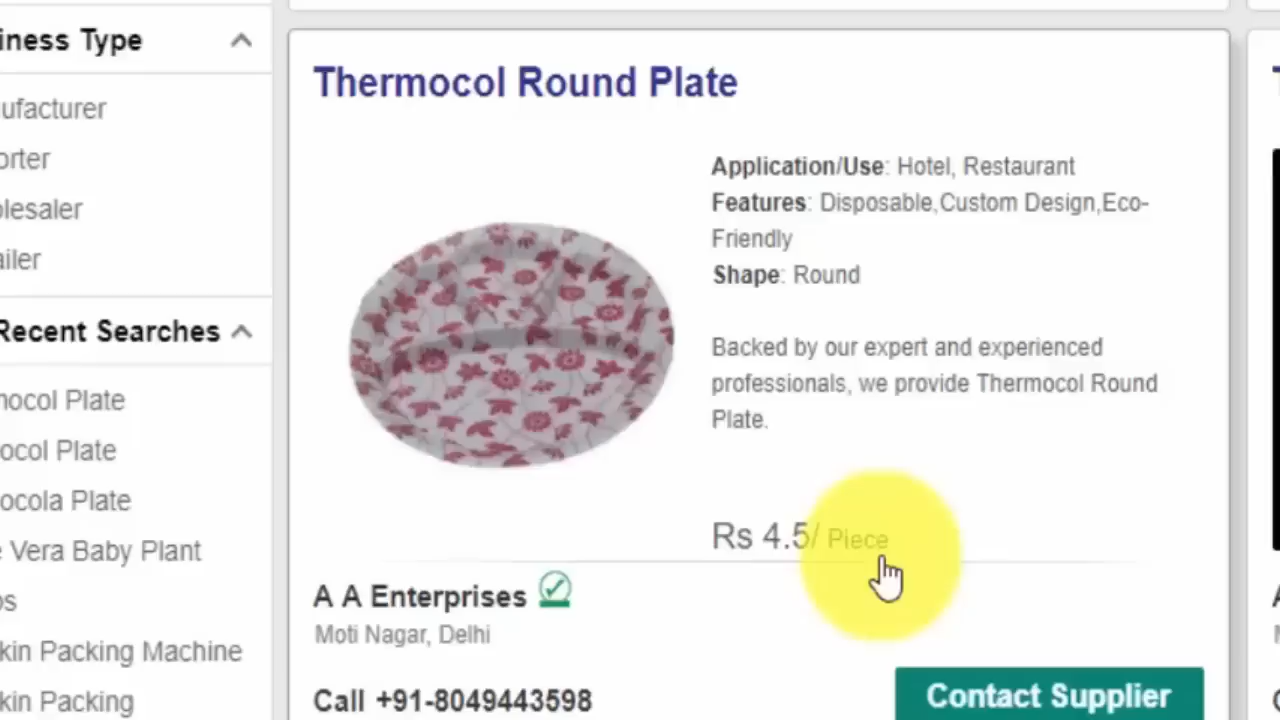 iness Type
ufacturer
orter
lesaler
ailer
Recent Searches
nocol Plate
ocol Plate
ocola Plate
Vera Baby Plant
kin Packing Machine
kin Packing
Thermocol Round Plate
Application/Use: Hotel, Restaurant
Features: Disposable,Custom Design,Eco-
Friendly
Shape: Round
Backed by our expert and experienced
professionals, we provide Thermocol Round
Plate.
Rs 4.5/ Piece
A A Enterprises
Moti Nagar, Delhi
Call +91-8049443598
Contact Supplier